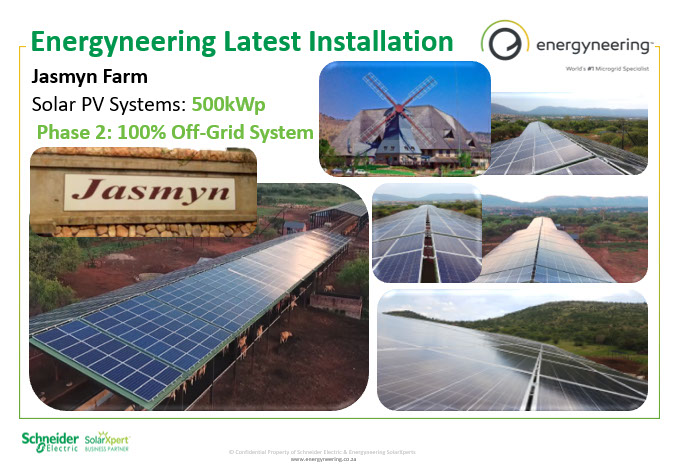 Energyneering Latest Installation
energyneering™
World's #1 Microgrid Specialist
Jasmyn Farm
Solar PV Systems: 500kWp
Phase 2: 100% Off-Grid System
Jasmyn
Schneider
Electric
SolarXpert
BUSINESS PARTNER
© Confidential Property of Schneider Electric & Energyneering SolarXperts
www.energyneering.co.za